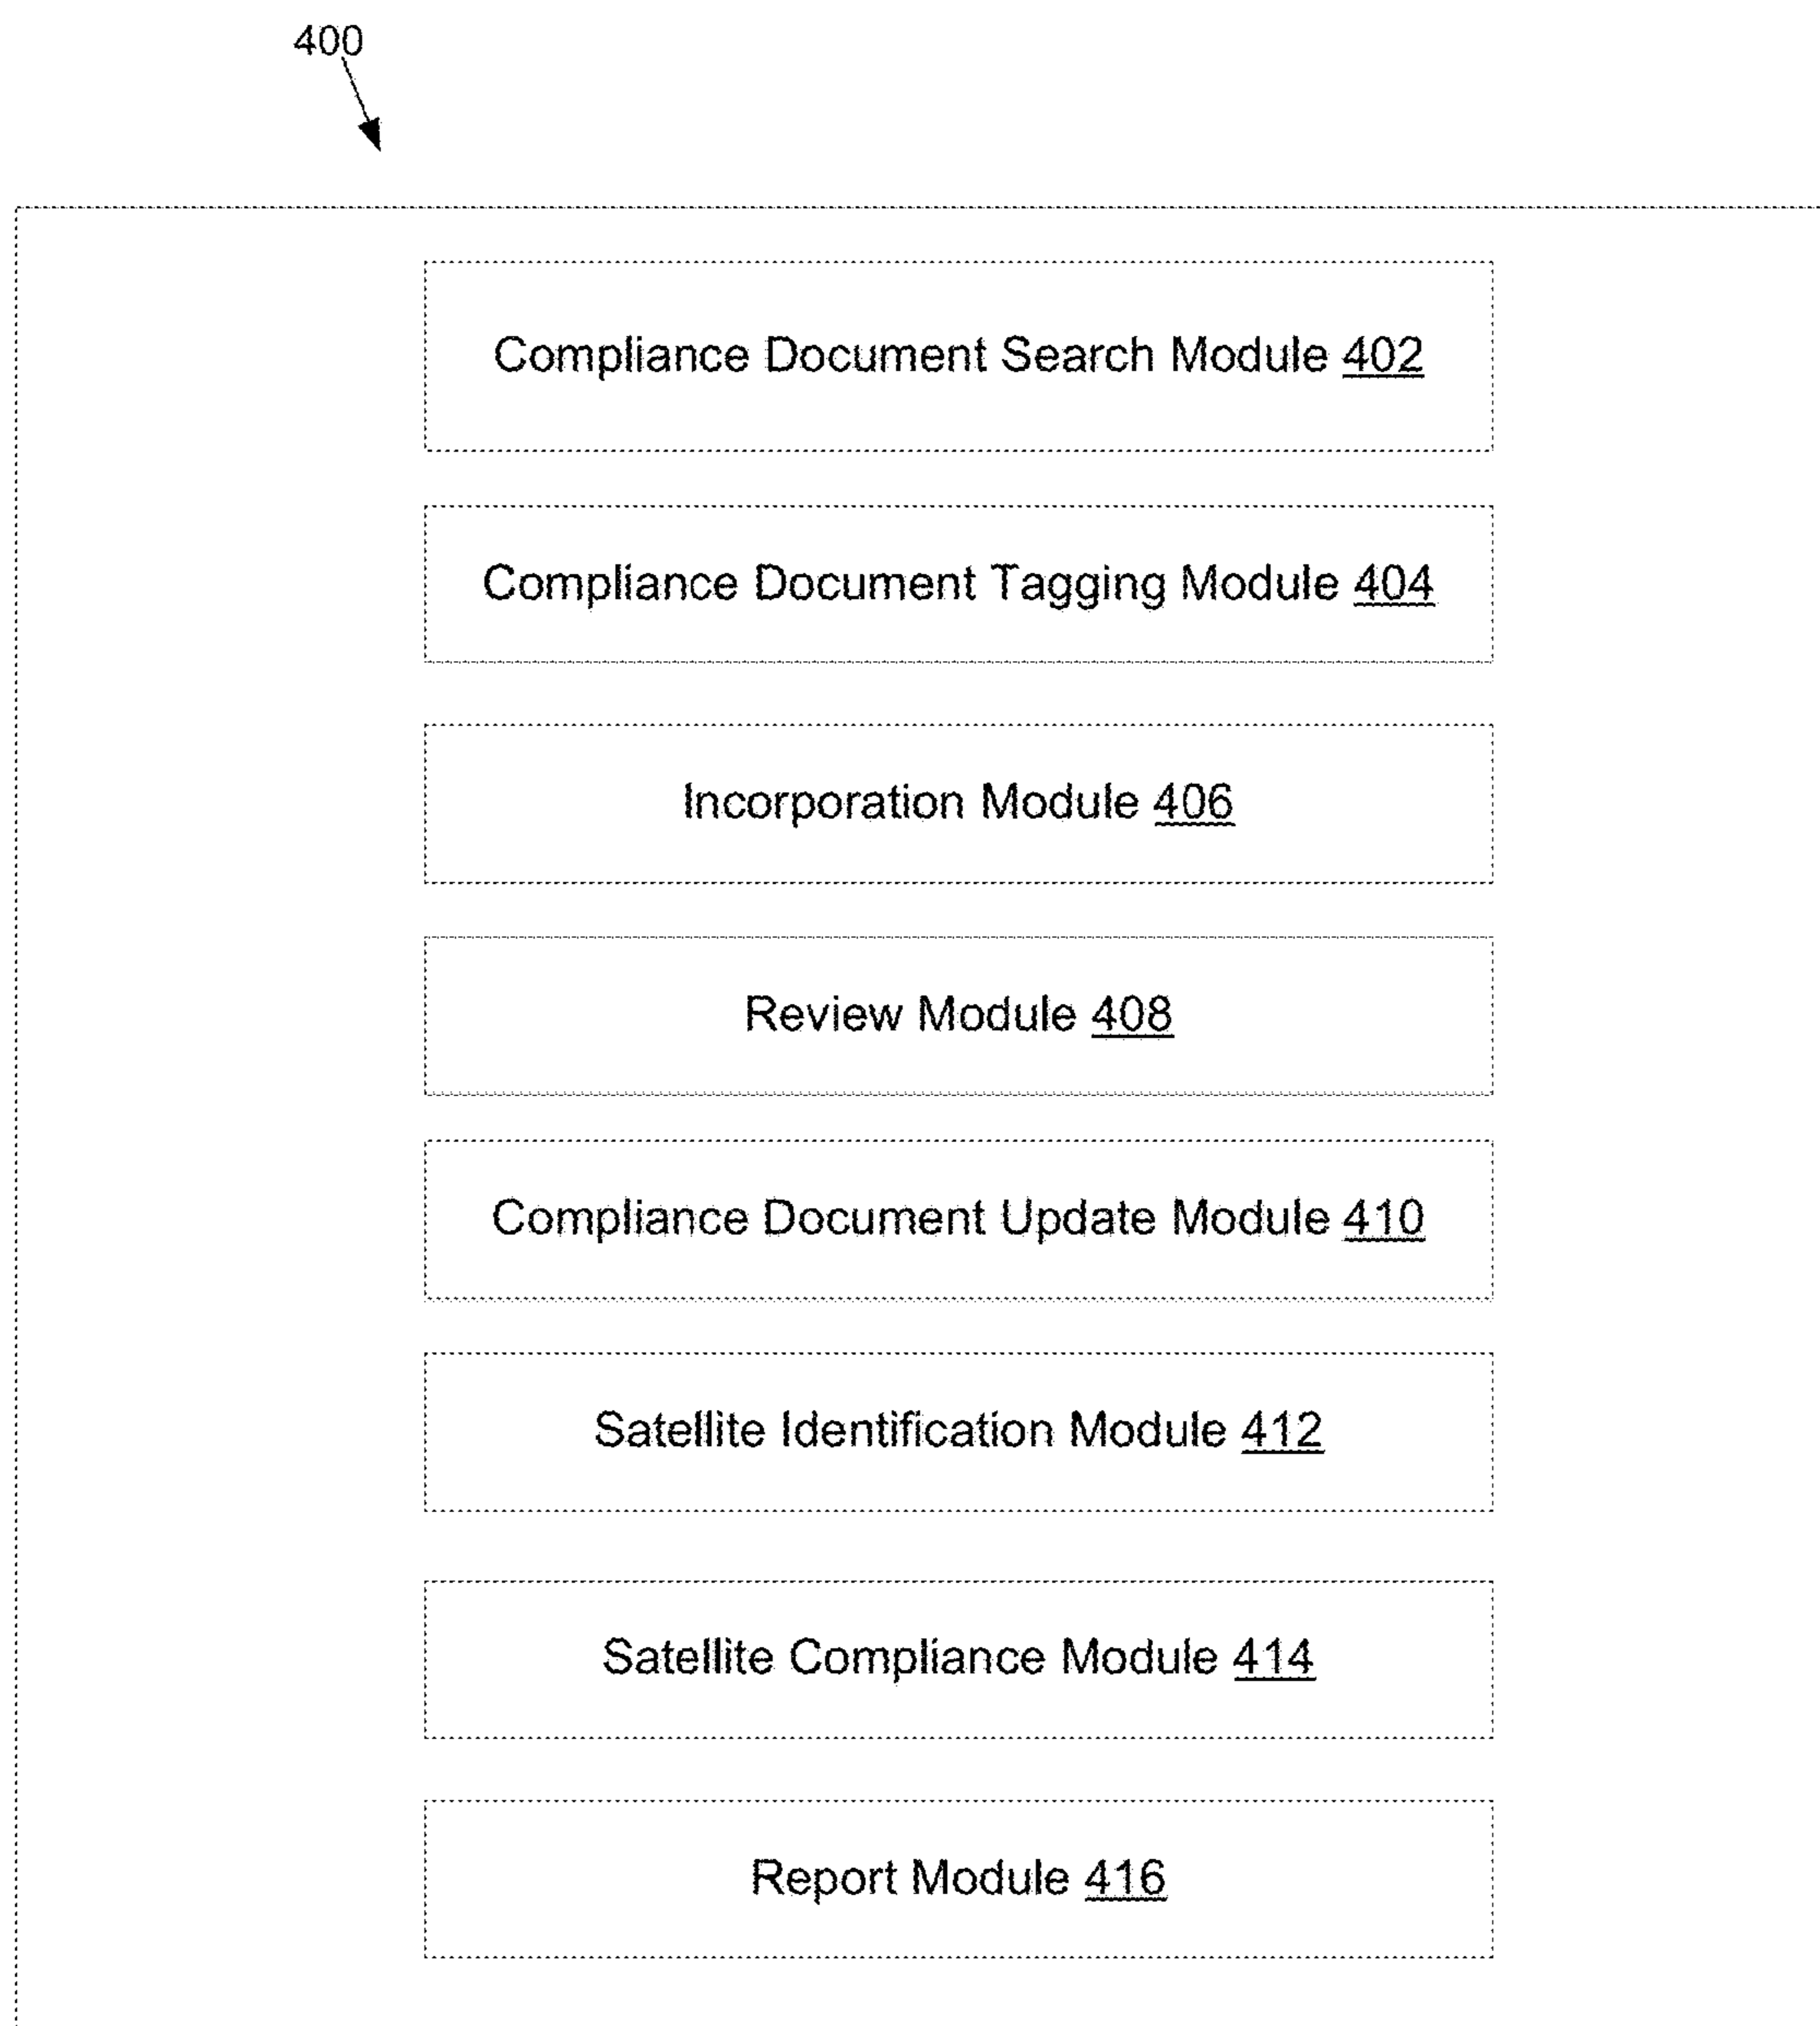 400
Compliance Document Search Module 402
Compliance Document Tagging Module 404
Incorporation Module 406
Review Module 408
Compliance Document Update Module 410
Satellite Identification Module 412
Satellite Compliance Module 414
Report Module 416